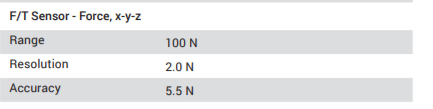 F/T Sensor - Force, x-y-z
Range 100 N
Resolution 2.0 N
Accuracy 5.5 N